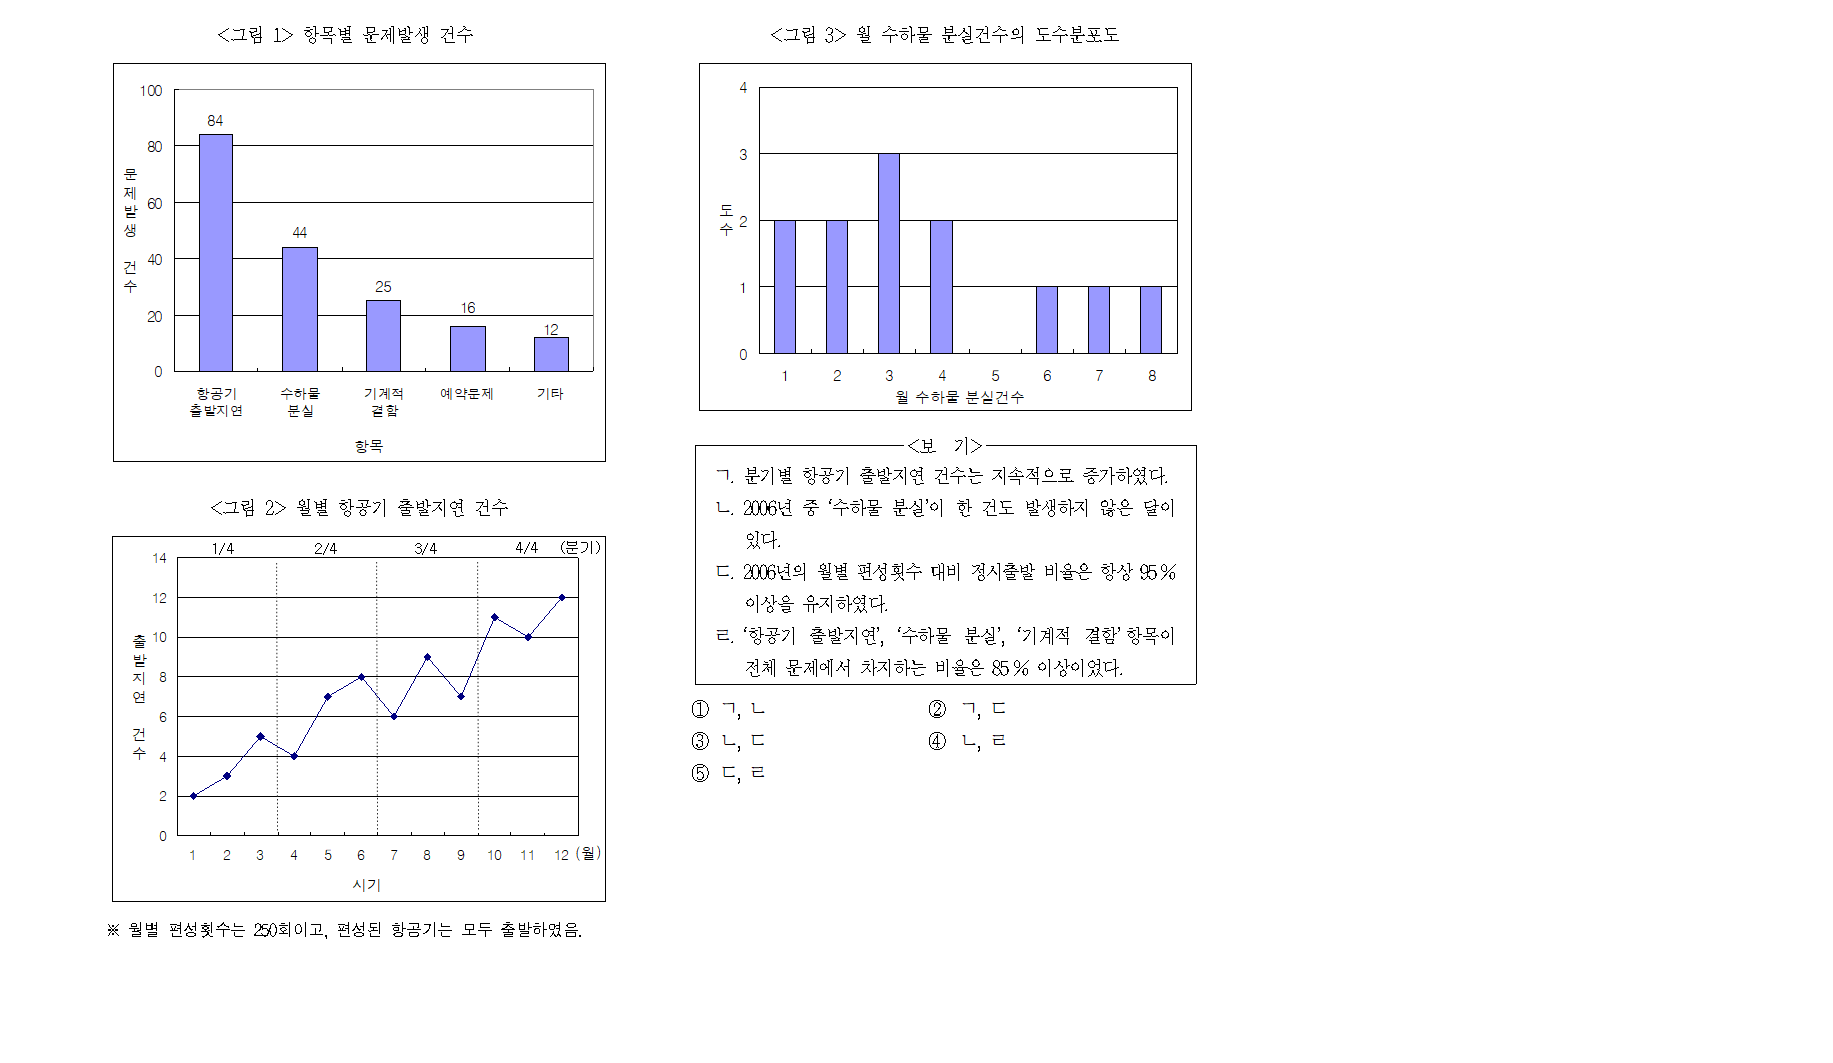 <그림 1> 항목별 문제발생 건수
100
80
60
40
20
0
문제발생 건수
84
44
25
16
12
항공기 출발지연
수하물 분실
기계적 결함
예약문제
기타
항목
<그림 2> 월별 항공기 출발지연 건수
1/4 2/4 3/4 4/4 (분기)
14
12
10
8
6
4
2
0
출발지연 건수
1 2 3 4 5 6 7 8 9 10 11 12 (월)
시기
※ 월별 편성횟수는 250회이고, 편성된 항공기는 모두 출발하였음.
<그림 3> 월 수하물 분실건수의 도수분포도
4
3
2
1
0
도수
1 2 3 4 5 6 7 8
월 수하물 분실건수
<보 기>
ㄱ. 분기별 항공기 출발지연 건수는 지속적으로 증가하였다.
ㄴ. 2006년 중 ‘수하물 분실’이 한 건도 발생하지 않은 달이
있다.
ㄷ. 2006년의 월별 편성횟수 대비 정시출발 비율은 항상 95%
이상을 유지하였다.
ㄹ. ‘항공기 출발지연’, ‘수하물 분실’, ‘기계적 결함’ 항목이
전체 문제에서 차지하는 비율은 85% 이상이었다.
① ㄱ, ㄴ ② ㄱ, ㄷ
③ ㄴ, ㄷ ④ ㄴ, ㄹ
⑤ ㄷ, ㄹ